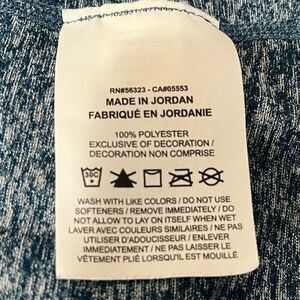 RN#56323 - CA#05553
MADE IN JORDAN
FABRIQUÉ EN JORDANIE
100% POLYESTER
EXCLUSIVE OF DECORATION /
DECORATION NON COMPRISE
30C
WASH WITH LIKE COLORS / DO NOT USE
SOFTENERS / REMOVE IMMEDIATELY / DO
NOT ALLOW TO LAY ON ITSELF WHEN WET
LAVER AVEC COULEURS SIMILAIRES / NE PAS
UTILISER D'ADOUCISSEUR / ENLEVER
IMMÉDIATEMENT / NE PAS LAISSER LE
VÊTEMENT PLIÉ LORSQU'IL EST MOUILLÉ